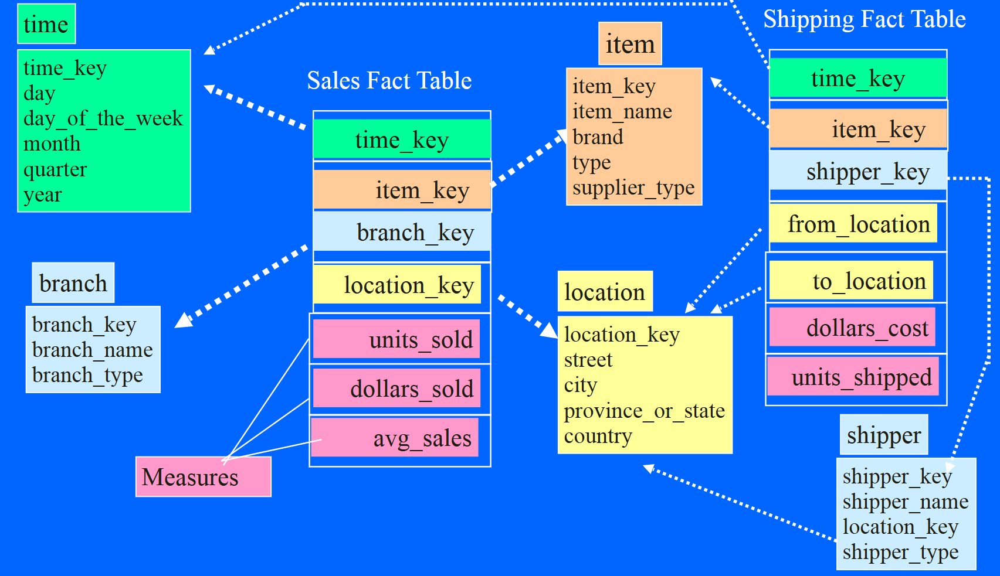 time
time_key
day
day_of_the_week
month
quarter
year
Sales Fact Table
time_key
item_key
branch_key
location_key
units_sold
dollars_sold
avg_sales
Measures
branch
branch_key
branch_name
branch_type
item
item_key
item_name
brand
type
supplier_type
location
location_key
street
city
province_or_state
country
Shipping Fact Table
time_key
item_key
shipper_key
from_location
to_location
dollars_cost
units_shipped
shipper
shipper_key
shipper_name
location_key
shipper_type